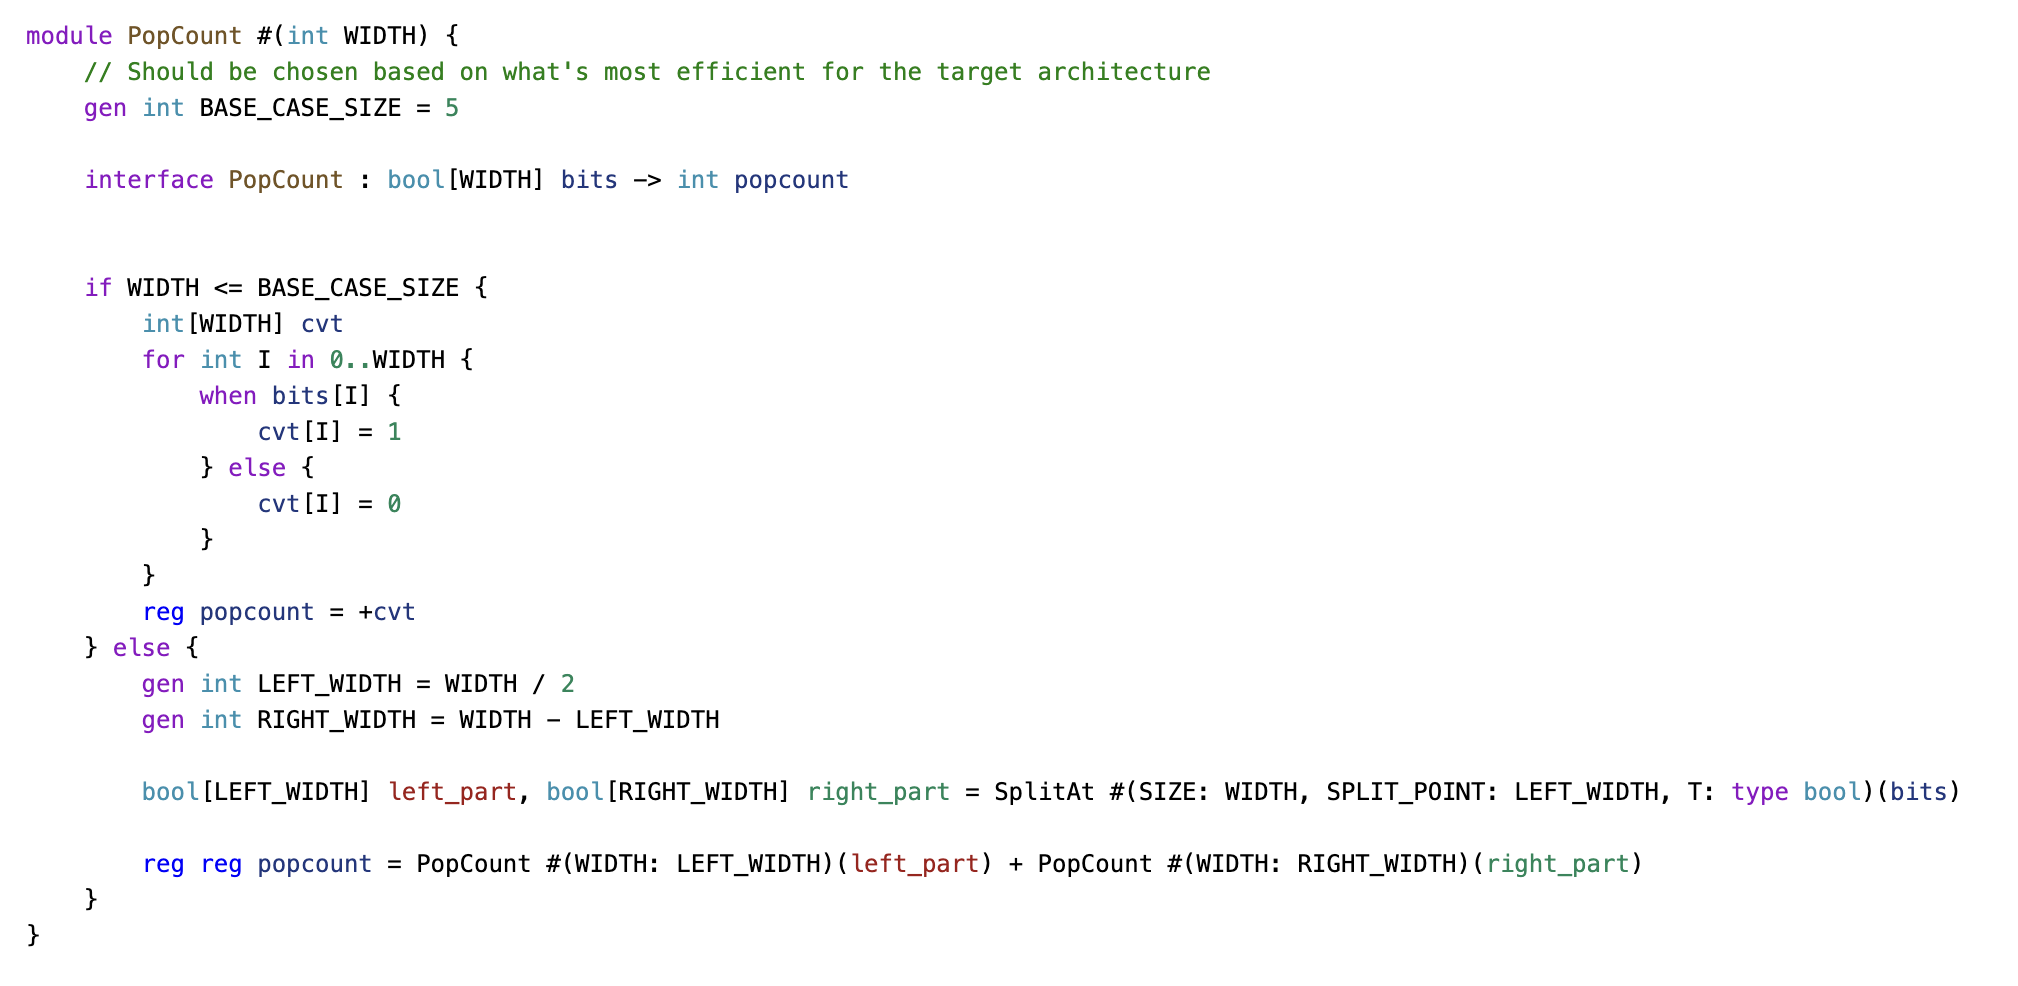 module PopCount #(int WIDTH) {
    // Should be chosen based on what's most efficient for the target architecture
    gen int BASE_CASE_SIZE = 5

    interface PopCount : bool[WIDTH] bits -> int popcount


    if WIDTH <= BASE_CASE_SIZE {
        int[WIDTH] cvt
        for int I in 0..WIDTH {
            when bits[I] {
                cvt[I] = 1
            } else {
                cvt[I] = 0
            }
        }
        reg popcount = +cvt
    } else {
        gen int LEFT_WIDTH = WIDTH / 2
        gen int RIGHT_WIDTH = WIDTH - LEFT_WIDTH

        bool[LEFT_WIDTH] left_part, bool[RIGHT_WIDTH] right_part = SplitAt #(SIZE: WIDTH, SPLIT_POINT: LEFT_WIDTH, T: type bool)(bits)

        reg reg popcount = PopCount #(WIDTH: LEFT_WIDTH)(left_part) + PopCount #(WIDTH: RIGHT_WIDTH)(right_part)
    }
}